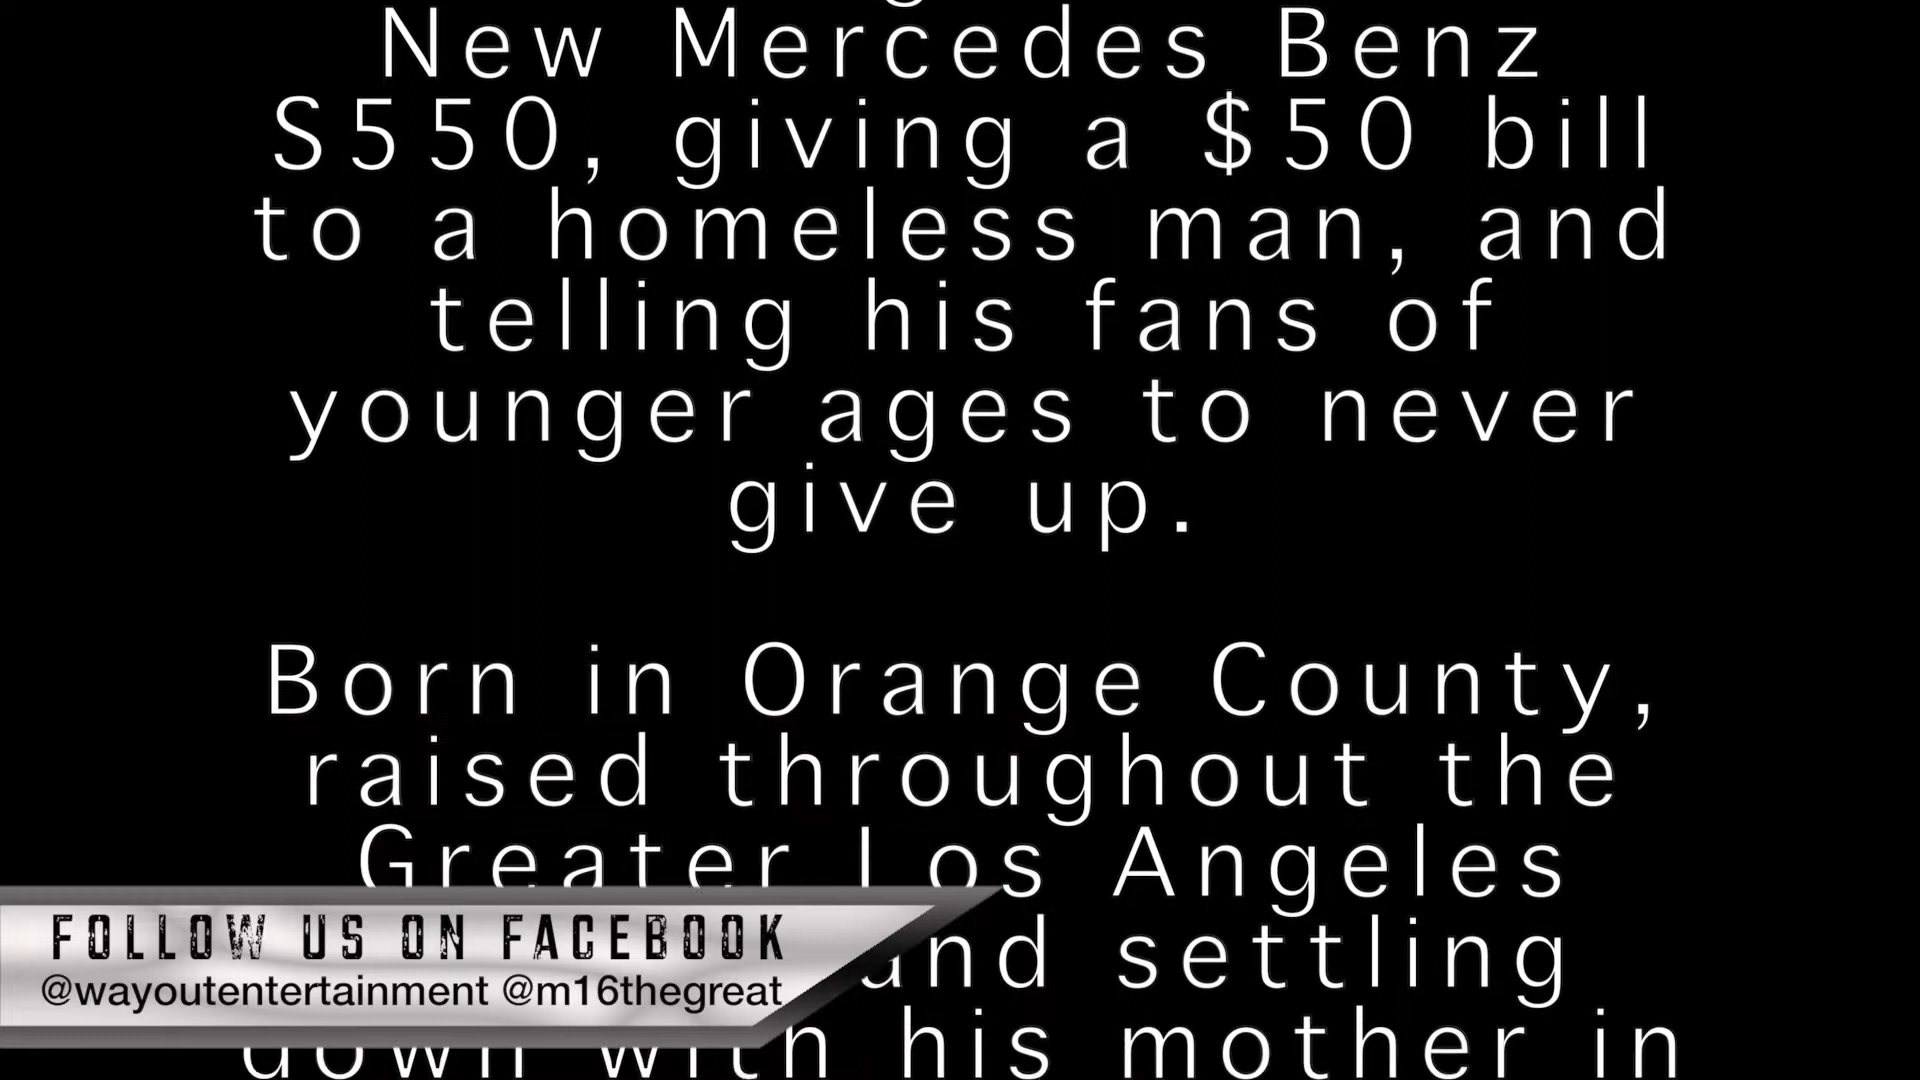 New Mercedes Benz
S550, giving a $50 bill
to a homeless man, and
telling his fans of
younger ages to never
give up.
Born in Orange County,
raised throughout the
Greater Los Angeles
and settling
down with his mother in
FOLLOW US ON FACEBOOK
@wayoutentertainment @m16thegreat